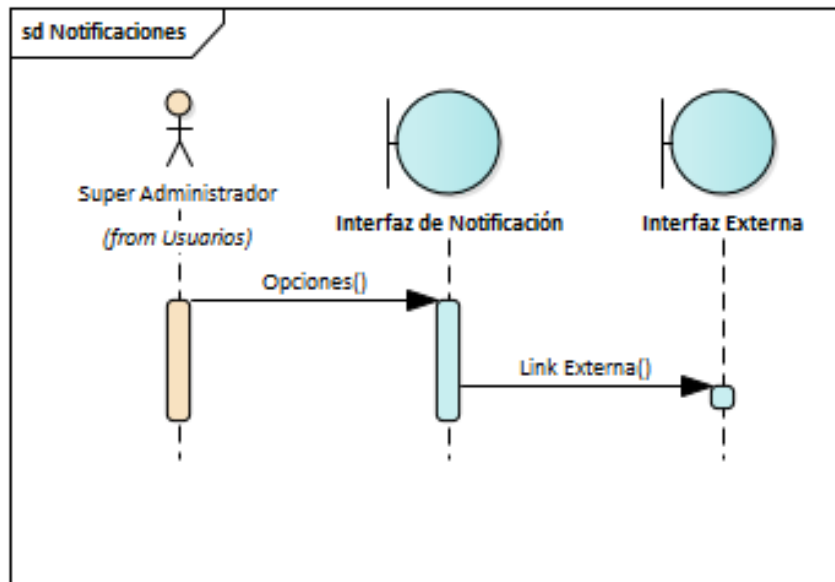 sd Notificaciones
Super Administrador
(from Usuarios)
Interfaz de Notificación
Interfaz Externa
Opciones()
Link Externa()